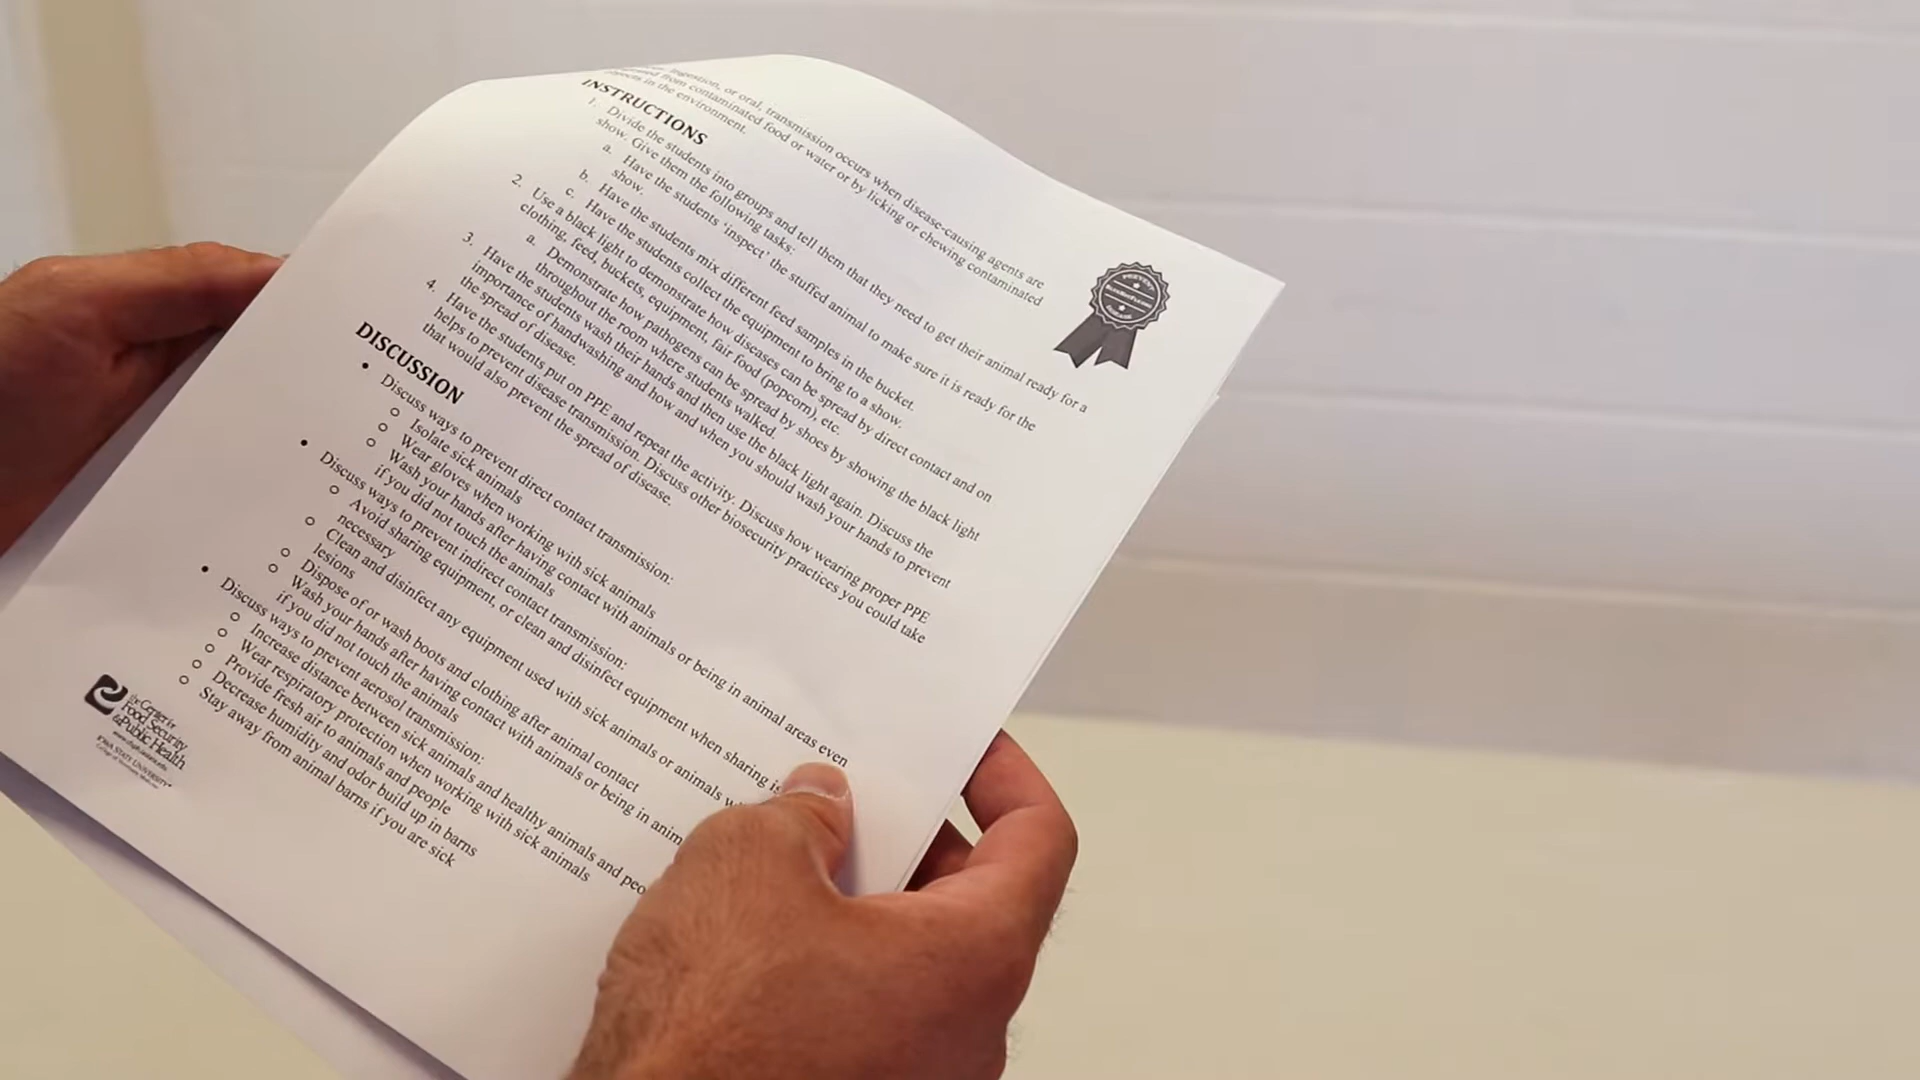 ingestion, or oral, transmission occurs when disease-causing agents are
from contaminated food or water or by licking or chewing contaminated
in the environment.
INSTRUCTIONS
1. Divide the students into groups and tell them that they need to get their animal ready for a
show. Give them the following tasks:
a. Have the students 'inspect' the stuffed animal to make sure it is ready for the
show.
b. Have the students mix different feed samples in the bucket.
c. Have the students collect the equipment to bring to a show.
2. Use a black light to demonstrate how diseases can be spread by direct contact and on
clothing, feed, buckets, equipment, fair food (popcorn), etc.
a. Demonstrate how pathogens can be spread by shoes by showing the black light
throughout the room where students walked.
3. Have the students wash their hands and then use the black light again. Discuss the
importance of handwashing and how and when you should wash your hands to prevent
the spread of disease.
4. Have the students put on PPE and repeat the activity. Discuss how wearing proper PPE
helps to prevent disease transmission. Discuss other biosecurity practices you could take
that would also prevent the spread of disease.
DISCUSSION
• Discuss ways to prevent direct contact transmission:
o Isolate sick animals
o Wear gloves when working with sick animals
o Wash your hands after having contact with animals or being in animal areas even
if you did not touch the animals
• Discuss ways to prevent indirect contact transmission:
o Avoid sharing equipment, or clean and disinfect equipment when sharing is
necessary
o Clean and disinfect any equipment used with sick animals or animals
lesions
o Dispose of or wash boots and clothing after animal contact
o Wash your hands after having contact with animals or being in
if you did not touch the animals
• Discuss ways to prevent aerosol transmission:
o Increase distance between sick animals and healthy animals and
o Wear respiratory protection when working with sick animals
o Provide fresh air to animals and people
o Decrease humidity and odor build up in barns
o Stay away from animal barns if you are sick
the Center for
Food Security
& Public Health
IOWA STATE UNIVERSITY
College of Veterinary Medicine